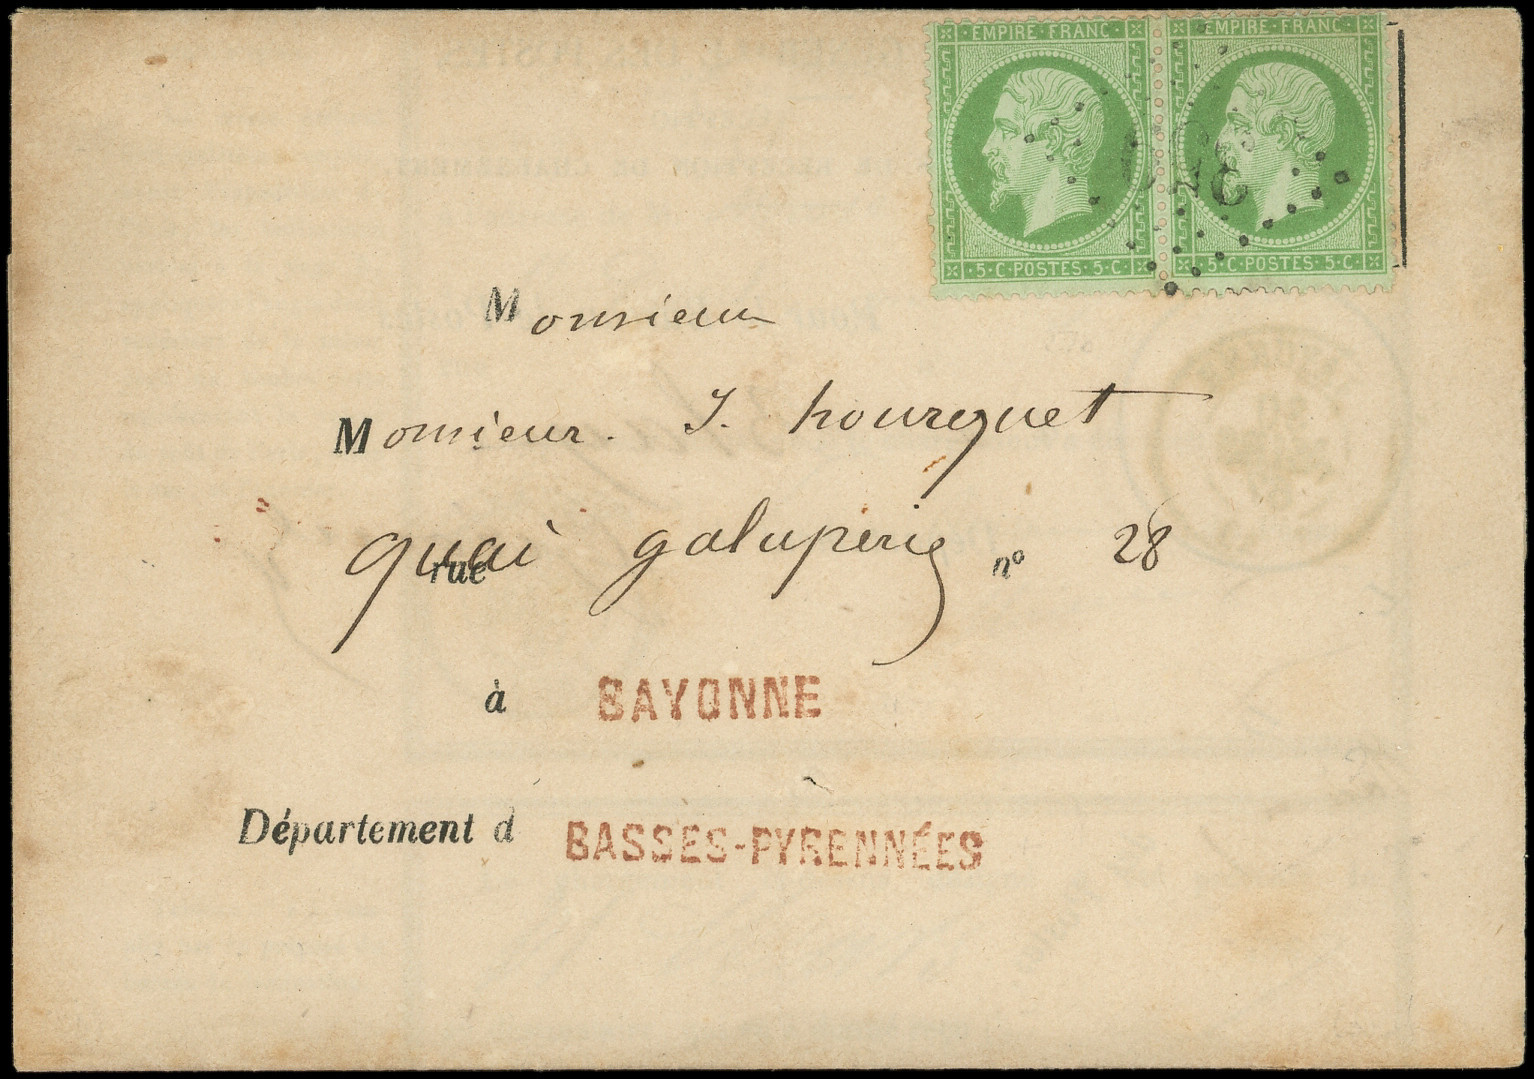 EMPIRE·FRANC· EMPIRE·FRANC·
5·C·POSTES·5·C· 5·C·POSTES·5·C·
Monsieur
Monsieur. J. hourquet
rue quai galuperie nº 28
à BAYONNE
Département d BASSES-PYRENNÉES